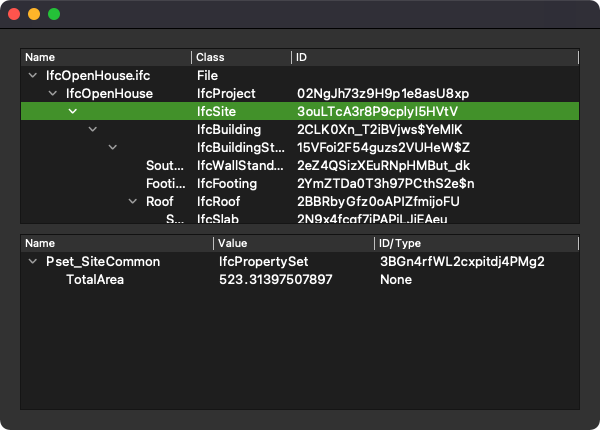 Name Class ID
IfcOpenHouse.ifc File
IfcOpenHouse IfcProject 02NgJh73z9H9p1e8asU8xp
IfcSite 3ouLTcA3r8P9cplyI5HVtV
IfcBuilding 2CLK0Xn_T2iBVjws$YeMlK
IfcBuildingSt... 15VFoi2F54guzs2VUHeW$Z
Sout... IfcWallStand... 2eZ4QSizXEuRNpHMBut_dk
Footi... IfcFooting 2YmZTDa0T3h97PCthS2e$n
Roof IfcRoof 2BBRbyGfz0oAPIZfmijoFU
S... IfcSlab 2N9x4fcgf7jPAPiLJjEAeu
Name Value ID/Type
Pset_SiteCommon IfcPropertySet 3BGn4rfWL2cxpitdj4PMg2
TotalArea 523.31397507897 None